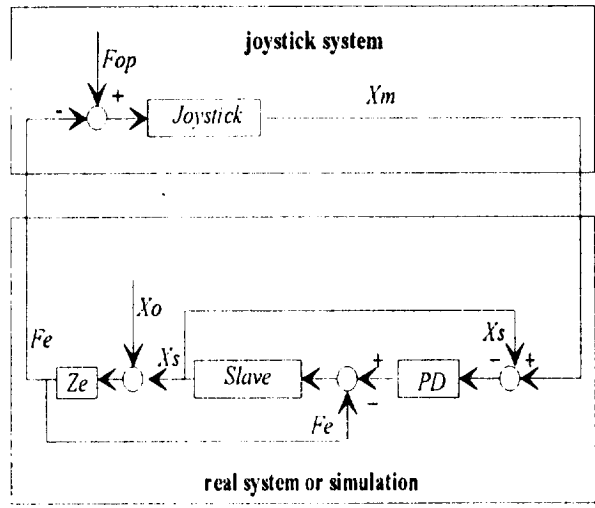 joystick system
Fop
- +
Joystick
Xm
Xo
Xs
Fe
Xs
Ze
Slave
+
-
PD
- +
Fe
real system or simulation